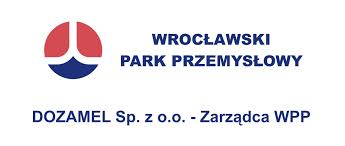 WROCŁAWSKI
PARK PRZEMYSŁOWY
DOZAMEL Sp. z o.o. - Zarządca WPP